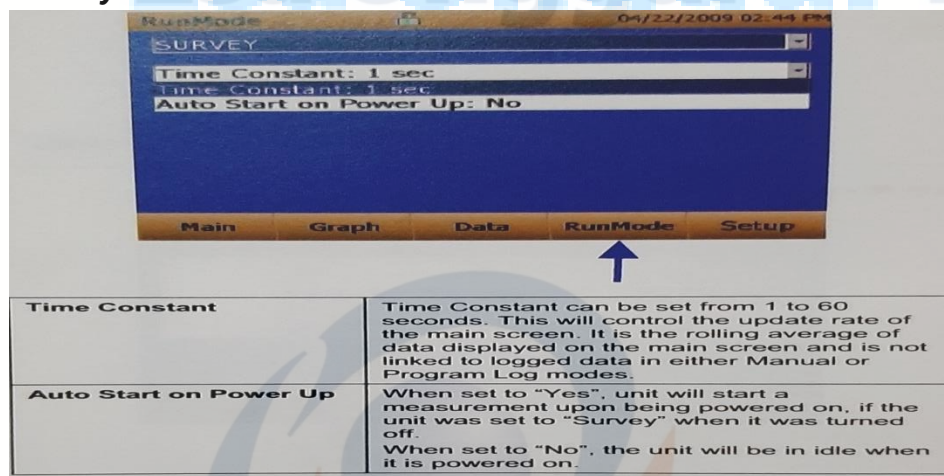 RunMode 04/22/2009 02:44 PM
SURVEY
Time Constant: 1 sec
Time Constant: 1 sec
Auto Start on Power Up: No
Main Graph Data RunMode Setup
Time Constant
Time Constant can be set from 1 to 60
seconds. This will control the update rate of
the main screen. It is the rolling average of
data displayed on the main screen and is not
linked to logged data in either Manual or
Program Log modes.
Auto Start on Power Up
When set to "Yes", unit will start a
measurement upon being powered on, if the
unit was set to "Survey" when it was turned
off.
When set to "No", the unit will be in idle when
it is powered on.